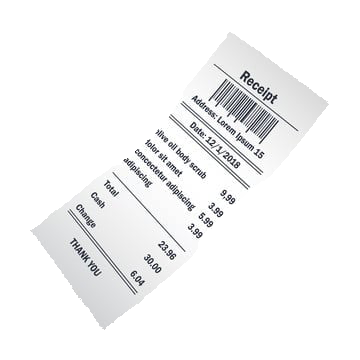 Receipt
Address: Lorem Ipsum 15
Date: 12/1/2018
olive oil body scrub 9.99
doler sit amet 3.99
consectetur adipiscing 5.99
adipiscing 3.99
Total 23.96
Cash 30.00
Change 6.04
THANK YOU